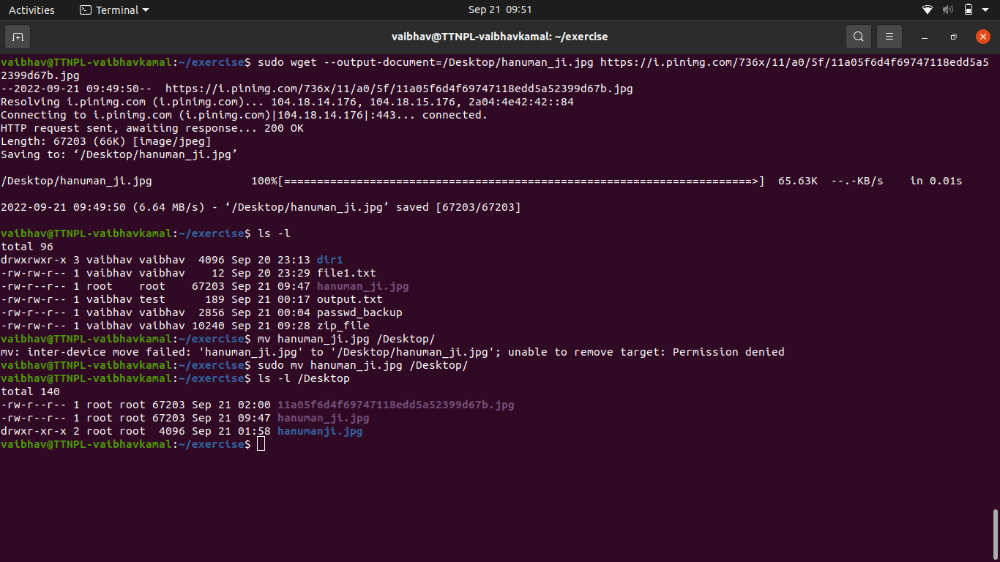 Activities Terminal Sep 21 09:51
vaibhav@TTNPL-vaibhavkamal: ~/exercise
vaibhav@TTNPL-vaibhavkamal:~/exercise$ sudo wget --output-document=/Desktop/hanuman_ji.jpg https://i.pinimg.com/736x/11/a0/5f/11a05f6d4f69747118edd5a5
2399d67b.jpg
--2022-09-21 09:49:50--  https://i.pinimg.com/736x/11/a0/5f/11a05f6d4f69747118edd5a52399d67b.jpg
Resolving i.pinimg.com (i.pinimg.com)... 104.18.14.176, 104.18.15.176, 2a04:4e42:42::84
Connecting to i.pinimg.com (i.pinimg.com)|104.18.14.176|:443... connected.
HTTP request sent, awaiting response... 200 OK
Length: 67203 (66K) [image/jpeg]
Saving to: ‘/Desktop/hanuman_ji.jpg’
/Desktop/hanuman_ji.jpg               100%[=======================================================================>]  65.63K  --.-KB/s    in 0.01s
2022-09-21 09:49:50 (6.64 MB/s) - ‘/Desktop/hanuman_ji.jpg’ saved [67203/67203]
vaibhav@TTNPL-vaibhavkamal:~/exercise$ ls -l
total 96
drwxrwxr-x 3 vaibhav vaibhav  4096 Sep 20 23:13 dir1
-rw-rw-r-- 1 vaibhav vaibhav    12 Sep 20 23:29 file1.txt
-rw-r--r-- 1 root    root    67203 Sep 21 09:47 hanuman_ji.jpg
-rw-rw-r-- 1 vaibhav test      189 Sep 21 00:17 output.txt
-rw-rw-r-- 1 vaibhav vaibhav  2856 Sep 21 00:04 passwd_backup
-rw-rw-r-- 1 vaibhav vaibhav 10240 Sep 21 09:28 zip_file
vaibhav@TTNPL-vaibhavkamal:~/exercise$ mv hanuman_ji.jpg /Desktop/
mv: inter-device move failed: 'hanuman_ji.jpg' to '/Desktop/hanuman_ji.jpg'; unable to remove target: Permission denied
vaibhav@TTNPL-vaibhavkamal:~/exercise$ sudo mv hanuman_ji.jpg /Desktop/
vaibhav@TTNPL-vaibhavkamal:~/exercise$ ls -l /Desktop
total 140
-rw-r--r-- 1 root root 67203 Sep 21 02:00 11a05f6d4f69747118edd5a52399d67b.jpg
-rw-r--r-- 1 root root 67203 Sep 21 09:47 hanuman_ji.jpg
drwxr-xr-x 2 root root  4096 Sep 21 01:58 hanumanji.jpg
vaibhav@TTNPL-vaibhavkamal:~/exercise$